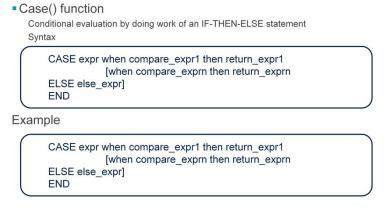 ▪ Case() function
Conditional evaluation by doing work of an IF-THEN-ELSE statement
Syntax
CASE expr when compare_expr1 then return_expr1
[when compare_exprn then return_exprn
ELSE else_expr]
END
Example
CASE expr when compare_expr1 then return_expr1
[when compare_exprn then return_exprn
ELSE else_expr]
END